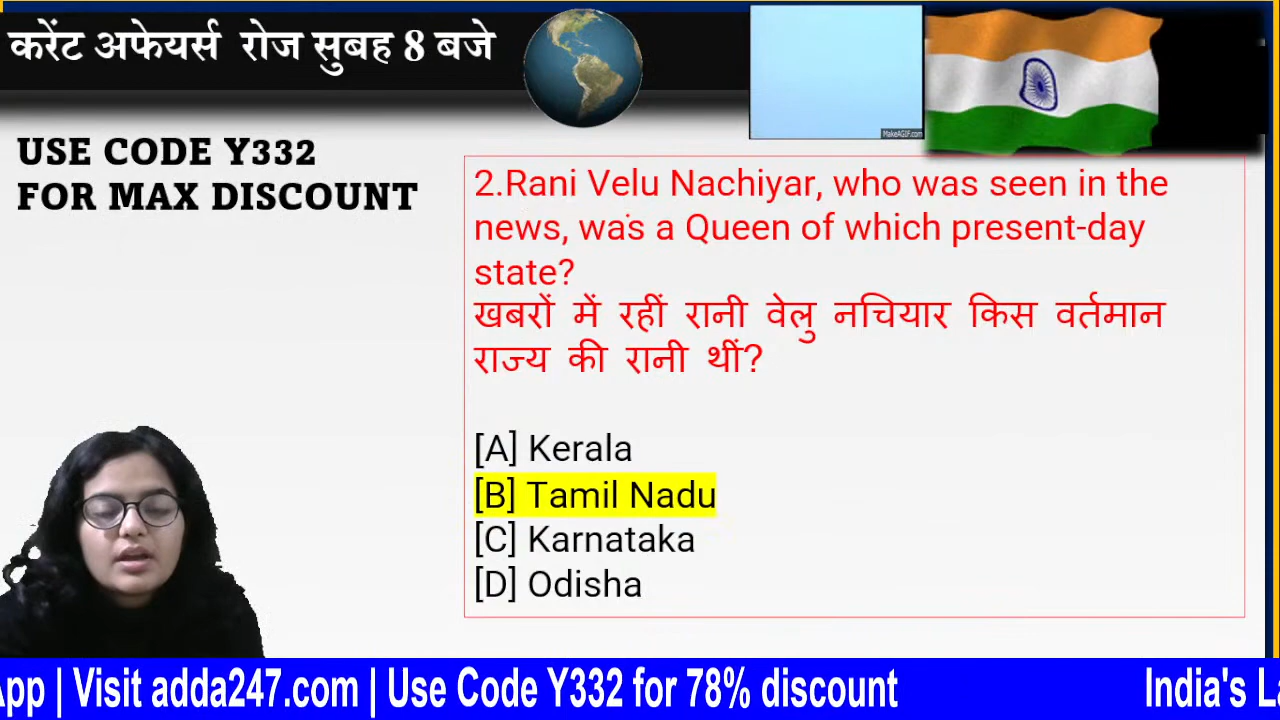 करेंट अफेयर्स रोज सुबह 8 बजे
MakeAGIF.com
USE CODE Y332
FOR MAX DISCOUNT
2.Rani Velu Nachiyar, who was seen in the
news, was a Queen of which present-day
state?
खबरों में रहीं रानी वेलु नचियार किस वर्तमान
राज्य की रानी थीं?
[A] Kerala
[B] Tamil Nadu
[C] Karnataka
[D] Odisha
App | Visit adda247.com | Use Code Y332 for 78% discount India's La